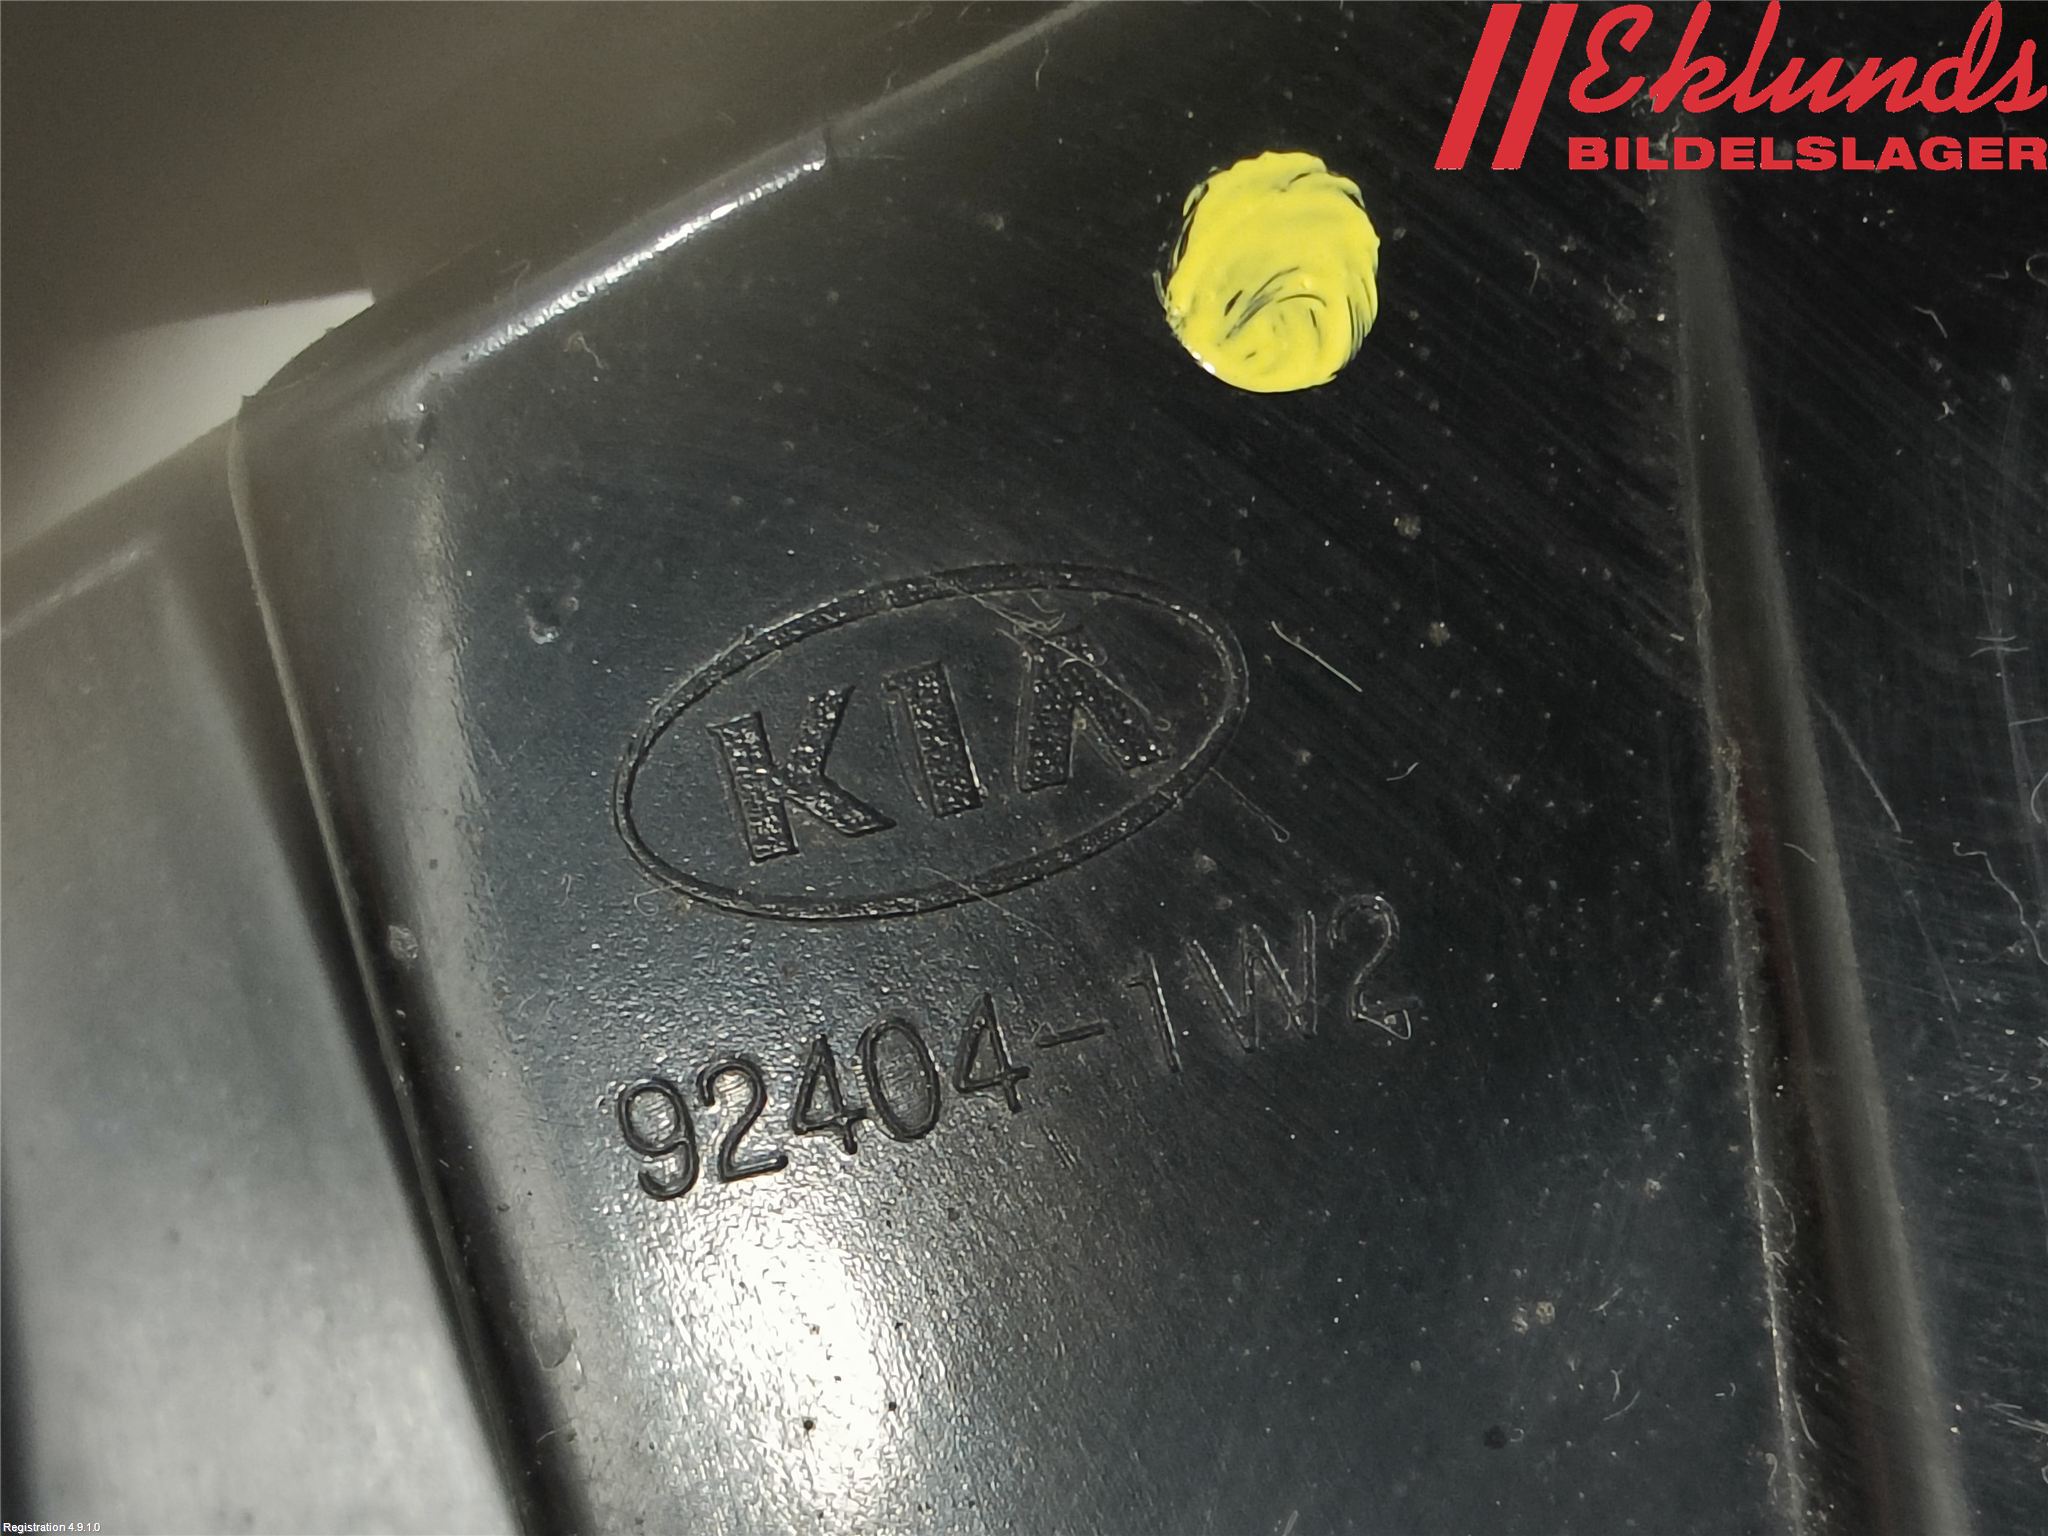 Eklunds
BILDELSLAGER
KIA
92404-1W2
Registration 4.9.1.0